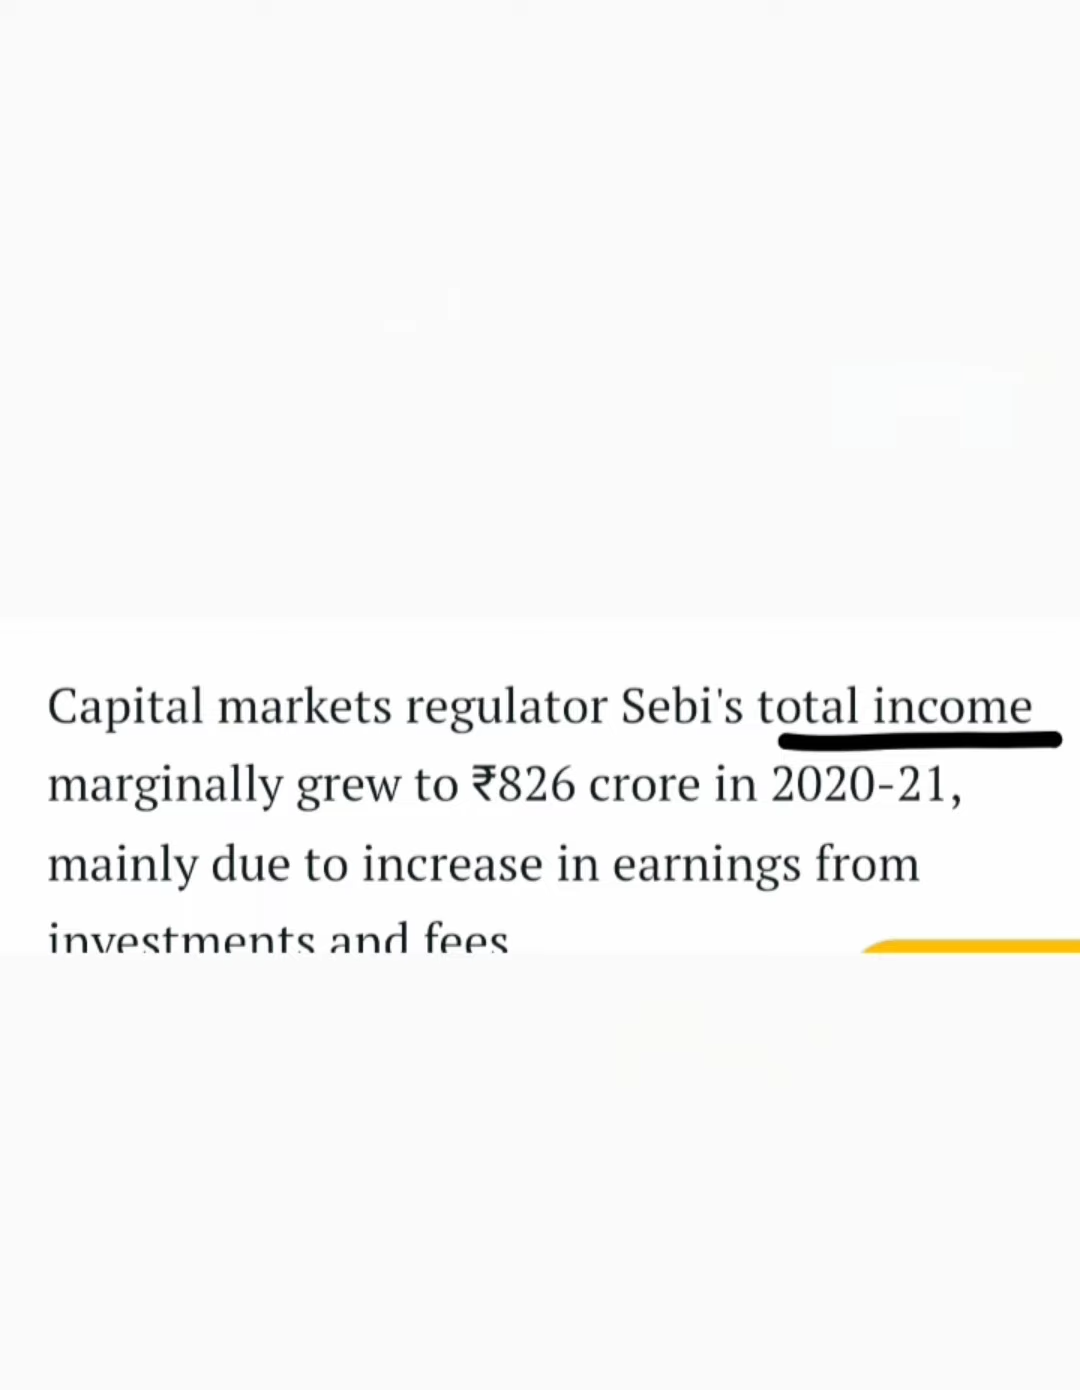 Capital markets regulator Sebi's total income
marginally grew to ₹826 crore in 2020-21,
mainly due to increase in earnings from
investments and fees